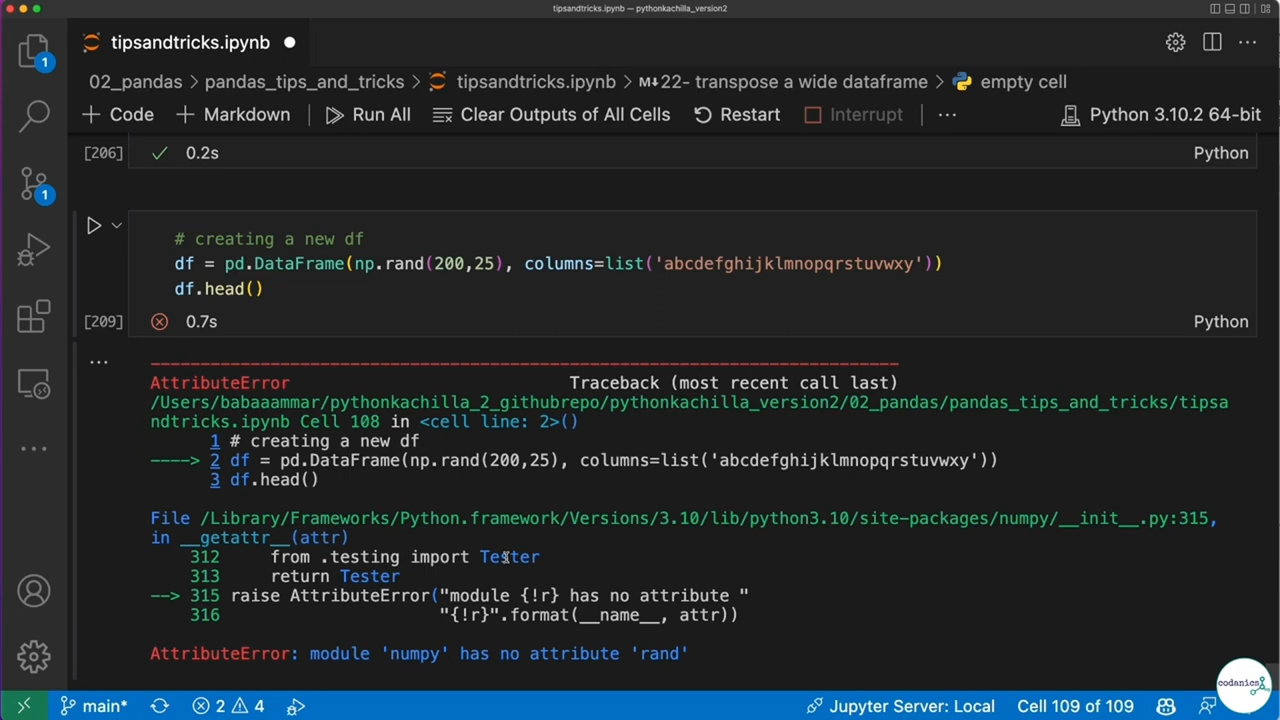 tipsandtricks.ipynb — pythonkachilla_version2
tipsandtricks.ipynb
02_pandas > pandas_tips_and_tricks > tipsandtricks.ipynb > M↓22- transpose a wide dataframe > empty cell
+ Code + Markdown Run All Clear Outputs of All Cells Restart Interrupt ... Python 3.10.2 64-bit
1
1
[206] ✓ 0.2s Python
# creating a new df
df = pd.DataFrame(np.rand(200,25), columns=list('abcdefghijklmnopqrstuvwxy'))
df.head()
[209] 0.7s Python
...
AttributeError Traceback (most recent call last)
/Users/babaaammar/pythonkachilla_2_githubrepo/pythonkachilla_version2/02_pandas/pandas_tips_and_tricks/tipsa
ndtricks.ipynb Cell 108 in <cell line: 2>()
1 # creating a new df
----> 2 df = pd.DataFrame(np.rand(200,25), columns=list('abcdefghijklmnopqrstuvwxy'))
3 df.head()
File /Library/Frameworks/Python.framework/Versions/3.10/lib/python3.10/site-packages/numpy/__init__.py:315,
in __getattr__(attr)
312 from .testing import Tester
313 return Tester
--> 315 raise AttributeError("module {!r} has no attribute "
316 "{!r}".format(__name__, attr))
AttributeError: module 'numpy' has no attribute 'rand'
codanics
main* 2 4 Jupyter Server: Local Cell 109 of 109